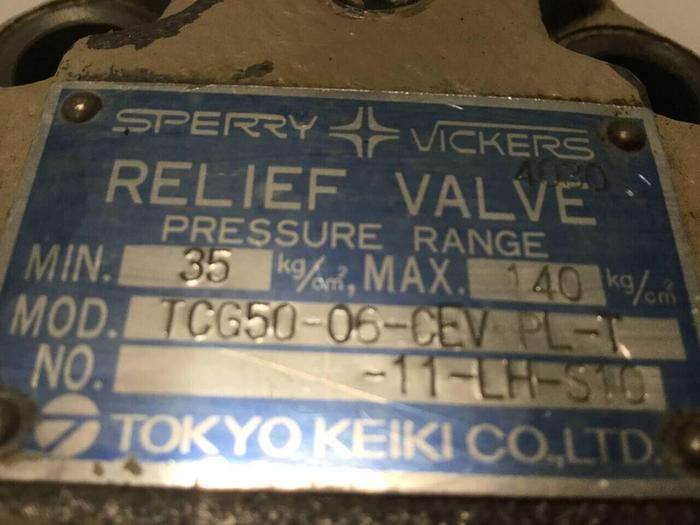 SPERRY VICKERS
4030
RELIEF VALVE
PRESSURE RANGE
MIN. 35 kg/cm², MAX. 140 kg/cm²
MOD. TCG50-06-CEV PL-T
NO. -11-LH-S10
TOKYO KEIKI CO.,LTD.